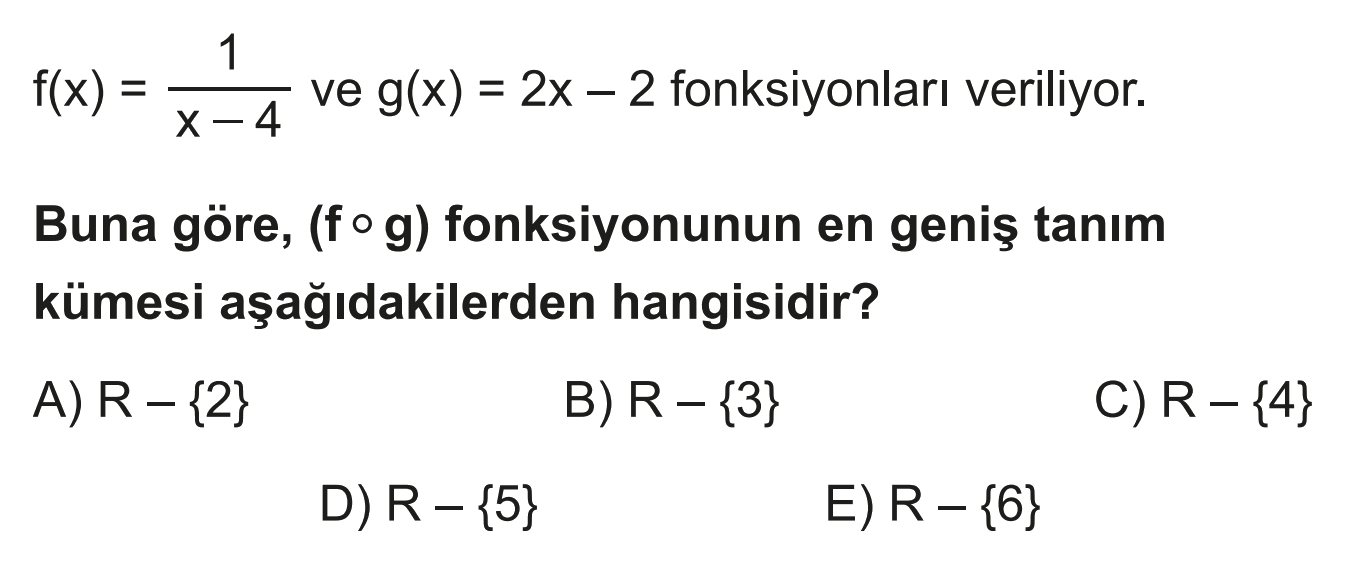 f(x) = 1/(x – 4) ve g(x) = 2x – 2 fonksiyonları veriliyor.
Buna göre, (f∘g) fonksiyonunun en geniş tanım
kümesi aşağıdakilerden hangisidir?
A) R – {2} B) R – {3} C) R – {4}
D) R – {5} E) R – {6}